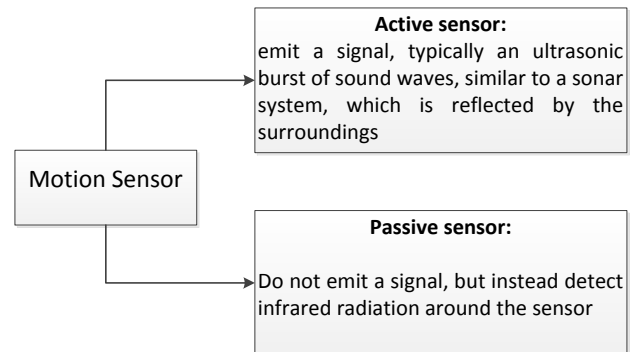 Active sensor:
emit a signal, typically an ultrasonic
burst of sound waves, similar to a sonar
system, which is reflected by the
surroundings
Motion Sensor
Passive sensor:
Do not emit a signal, but instead detect
infrared radiation around the sensor